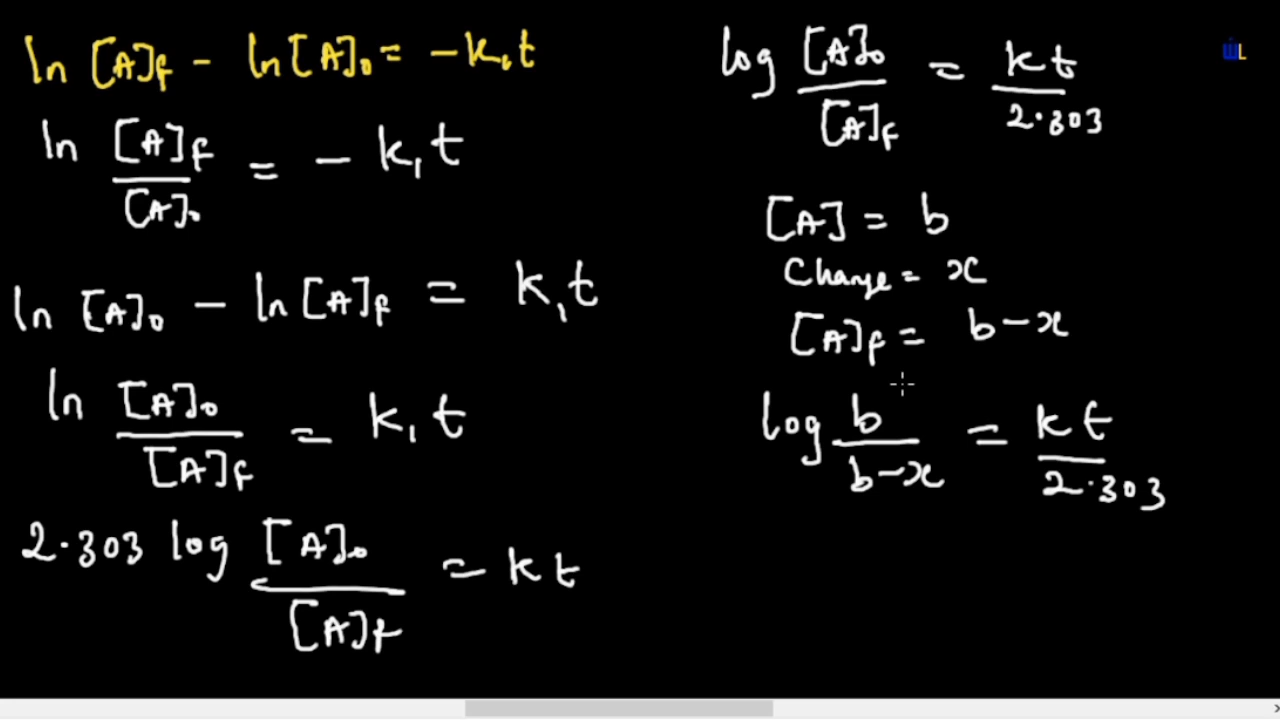 ln [A]f - ln[A]₀ = -k₁t
ln [A]f / [A]₀ = - k₁t
ln [A]₀ - ln[A]f = k₁t
ln [A]₀ / [A]f = k₁t
2.303 log [A]₀ / [A]f = kt
log [A]₀ / [A]f = kt / 2.303
[A] = b
Change = x
[A]f = b-x
log b / b-x = kt / 2.303